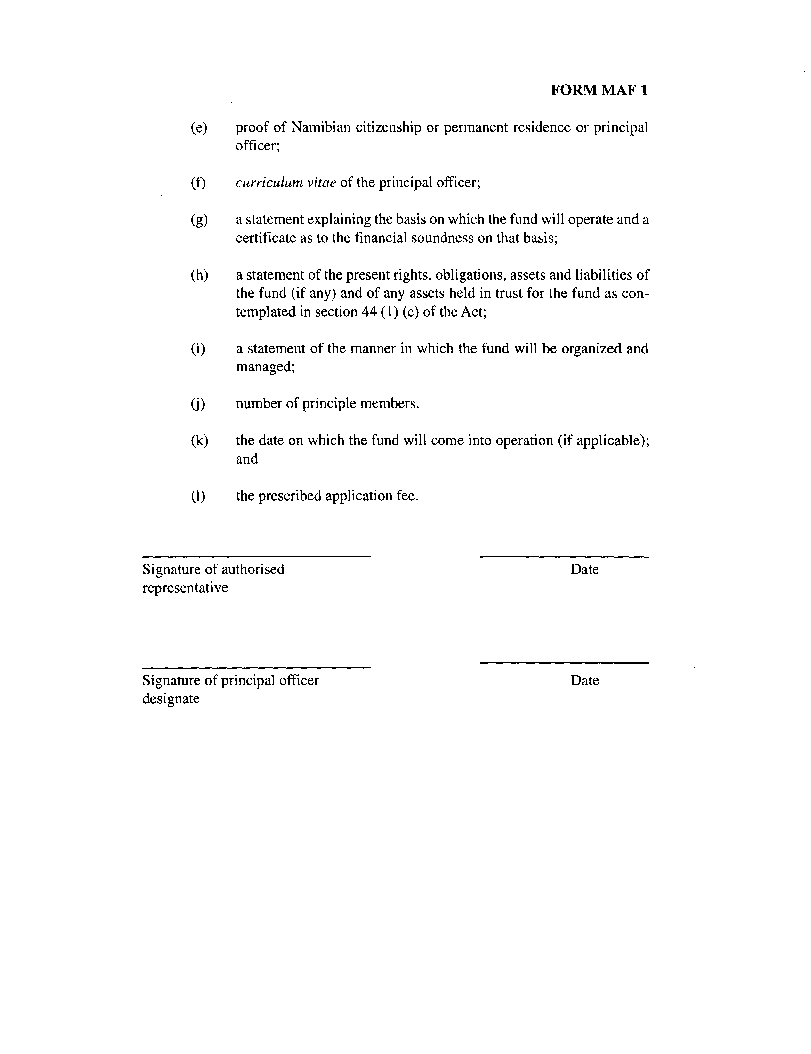 FORM MAF 1
(e) proof of Namibian citizenship or permanent residence or principal
officer;
(f) curriculum vitae of the principal officer;
(g) a statement explaining the basis on which the fund will operate and a
certificate as to the financial soundness on that basis;
(h) a statement of the present rights, obligations, assets and liabilities of
the fund (if any) and of any assets held in trust for the fund as con-
templated in section 44 (1) (c) of the Act;
(i) a statement of the manner in which the fund will be organized and
managed;
(j) number of principle members.
(k) the date on which the fund will come into operation (if applicable);
and
(l) the prescribed application fee.
Signature of authorised Date
representative
Signature of principal officer Date
designate